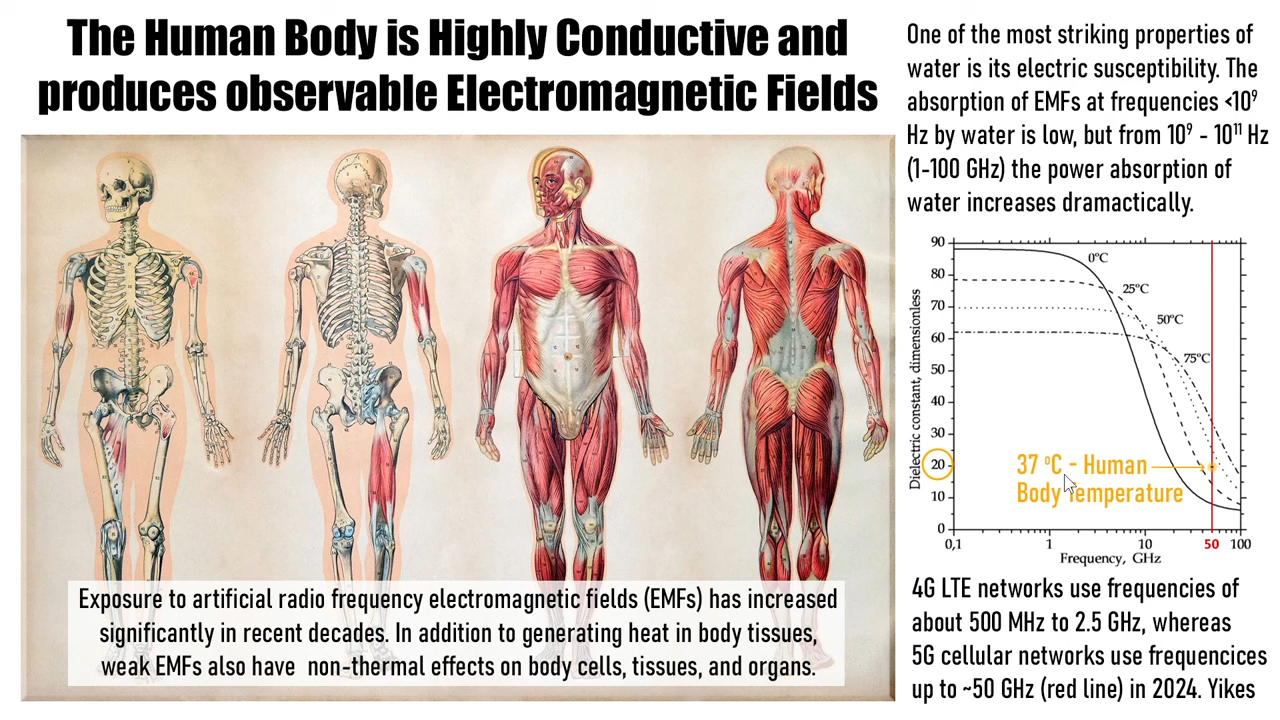 The Human Body is Highly Conductive and
produces observable Electromagnetic Fields
Exposure to artificial radio frequency electromagnetic fields (EMFs) has increased
significantly in recent decades. In addition to generating heat in body tissues,
weak EMFs also have non-thermal effects on body cells, tissues, and organs.
One of the most striking properties of
water is its electric susceptibility. The
absorption of EMFs at frequencies <10⁹
Hz by water is low, but from 10⁹ - 10¹¹ Hz
(1-100 GHz) the power absorption of
water increases dramactically.
Dielectric constant, dimensionless
90
80
70
60
50
40
30
20
10
0
0ºC
25ºC
50ºC
75ºC
37 ºC - Human
Body Temperature
0,1
1
10
50
100
Frequency, GHz
4G LTE networks use frequencies of
about 500 MHz to 2.5 GHz, whereas
5G cellular networks use frequencices
up to ~50 GHz (red line) in 2024. Yikes